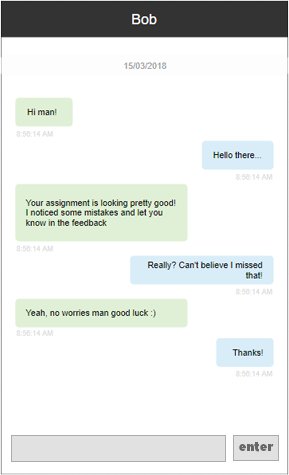 Bob
15/03/2018
Hi man!
8:56:14 AM
Hello there...
8:56:14 AM
Your assignment is looking pretty good!
I noticed some mistakes and let you
know in the feedback
8:56:14 AM
Really? Can't believe I missed
that!
8:56:14 AM
Yeah, no worries man good luck :)
8:56:14 AM
Thanks!
8:56:14 AM
enter